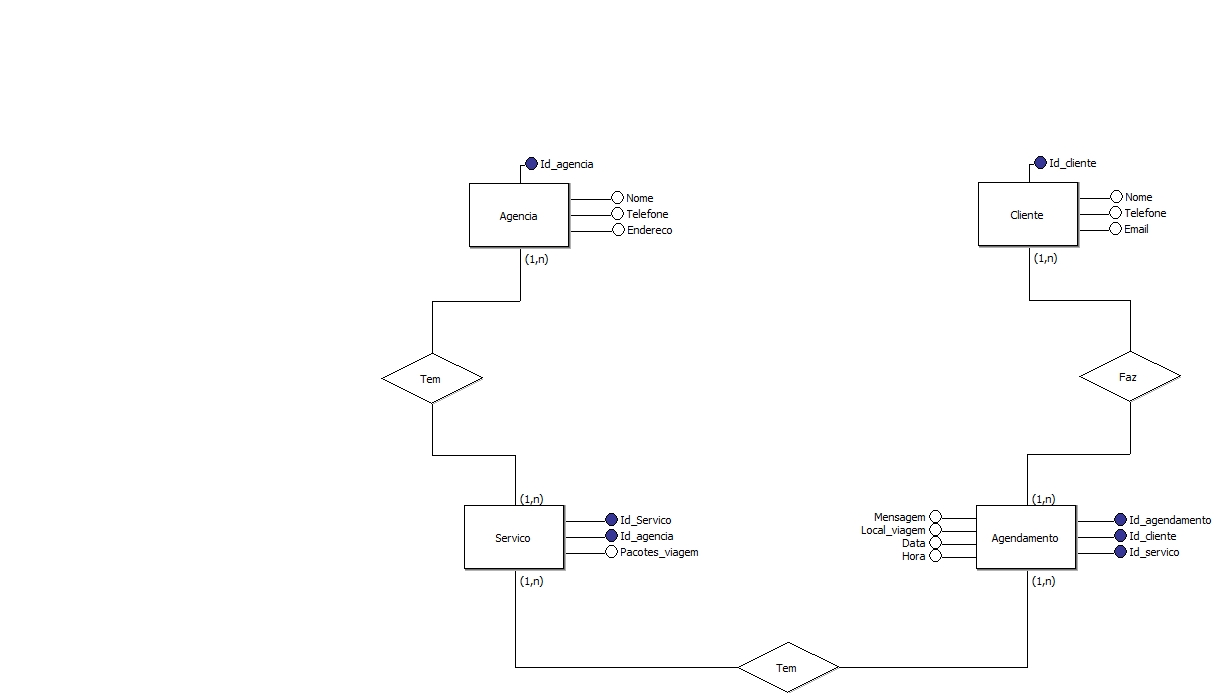 Id_agencia
Agencia
Nome
Telefone
Endereco
(1,n)
Id_cliente
Cliente
Nome
Telefone
Email
(1,n)
Tem
Faz
(1,n)
Servico
Id_Servico
Id_agencia
Pacotes_viagem
(1,n)
(1,n)
Mensagem
Local_viagem
Data
Hora
Agendamento
Id_agendamento
Id_cliente
Id_servico
(1,n)
Tem